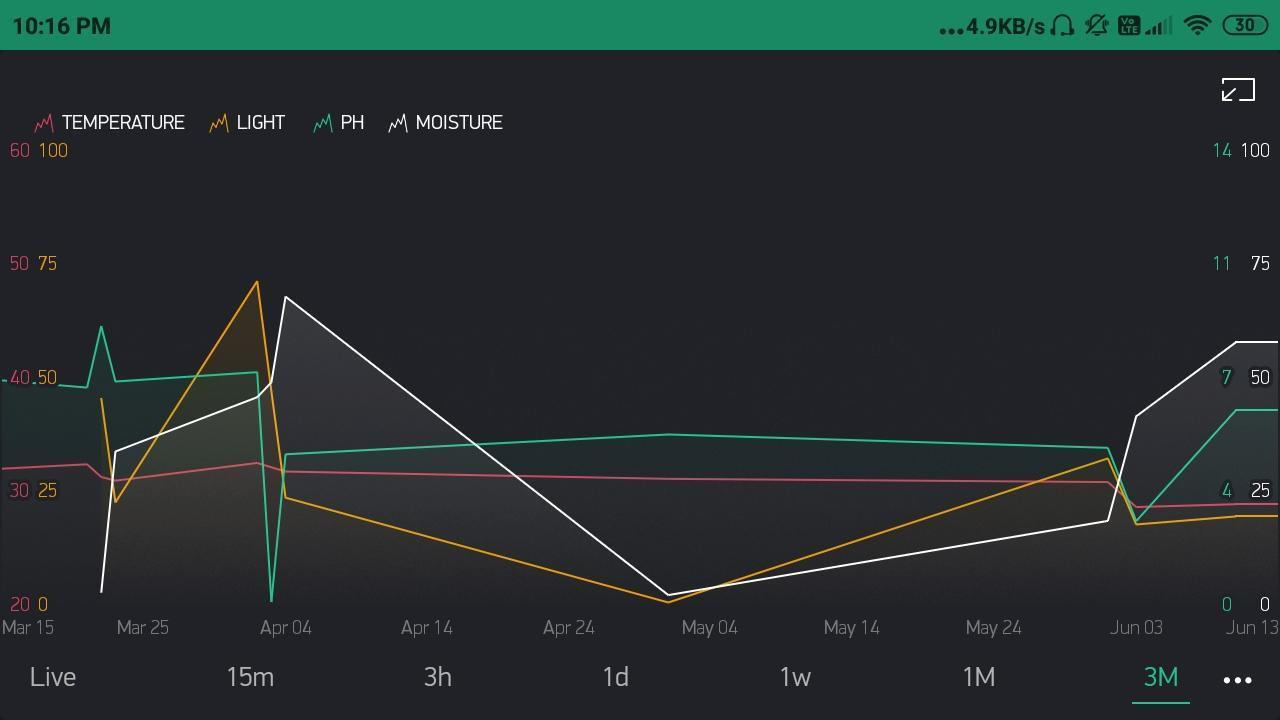 10:16 PM ...4.9KB/s Vo LTE 30
TEMPERATURE LIGHT PH MOISTURE
60 100 14 100
50 75 11 75
40 50 7 50
30 25 4 25
20 0 0 0
Mar 15 Mar 25 Apr 04 Apr 14 Apr 24 May 04 May 14 May 24 Jun 03 Jun 13
Live 15m 3h 1d 1w 1M 3M ...